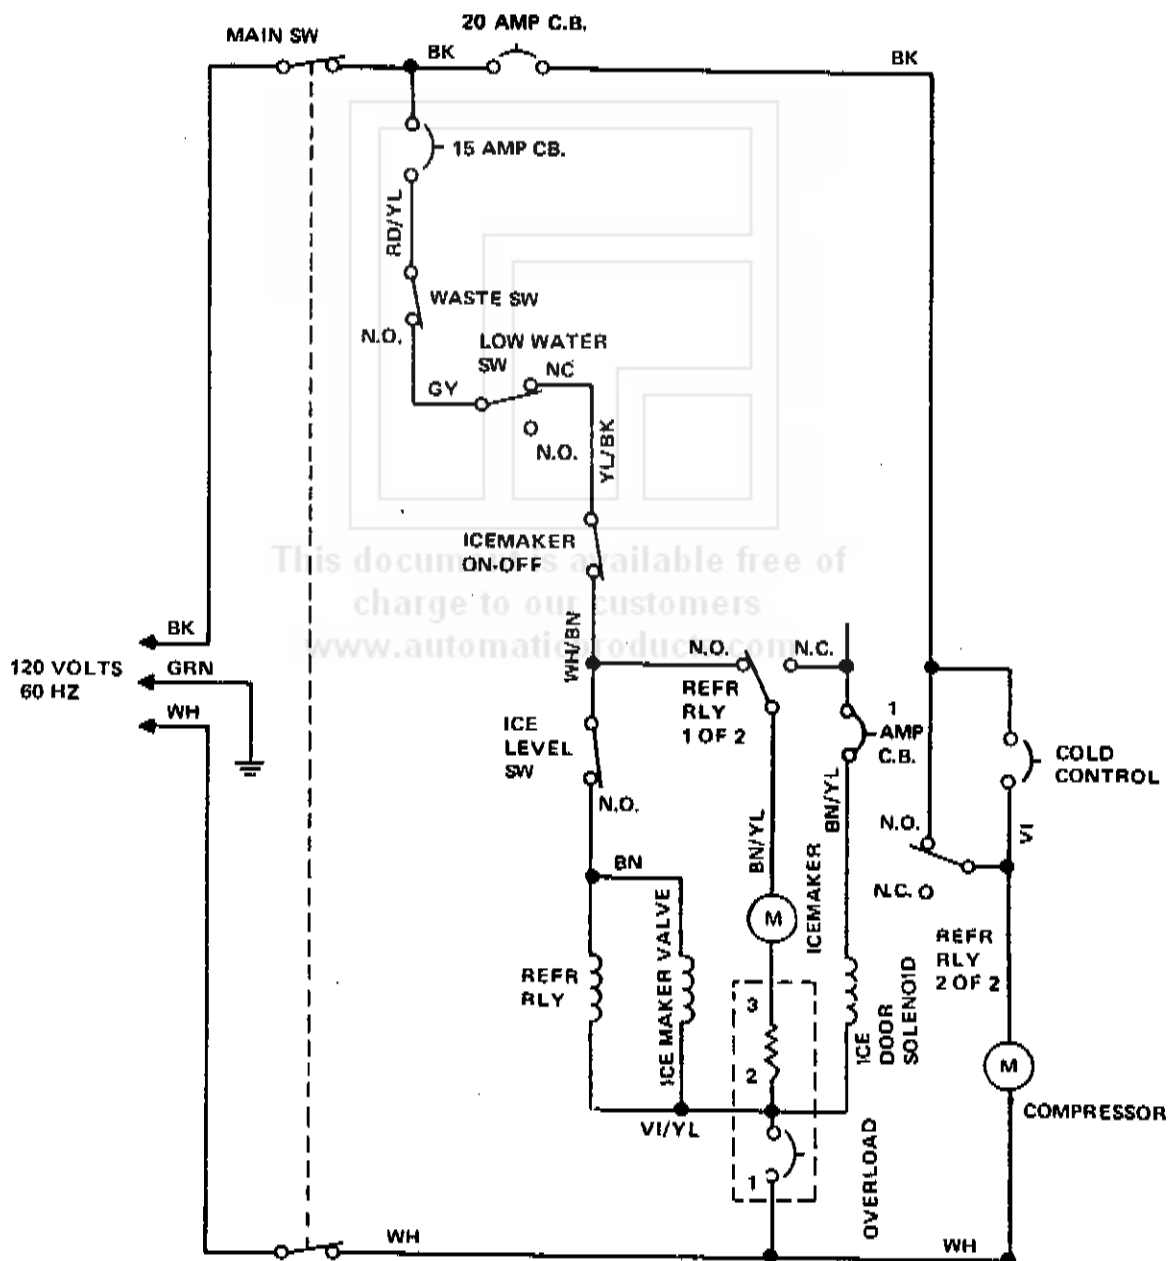 20 AMP C.B.
MAIN SW
BK
BK
15 AMP CB.
RD/YL
WASTE SW
N.O.
LOW WATER
SW
NC
GY
N.O.
YL/BK
ICEMAKER
ON-OFF
This document is available free of
charge to our customers
www.automaticproducts.com
BK
GRN
120 VOLTS
60 HZ
WH
WH/BN
N.O.
N.C.
REFR
RLY
1 OF 2
1
AMP
C.B.
ICE
LEVEL
SW
N.O.
COLD
CONTROL
BN/YL
BN/YL
N.O.
VI
BN
N.C.
M
ICEMAKER
REFR
RLY
2 OF 2
REFR
RLY
ICE MAKER VALVE
3
2
ICE
DOOR
SOLENOID
M
COMPRESSOR
VI/YL
1
OVERLOAD
WH
WH